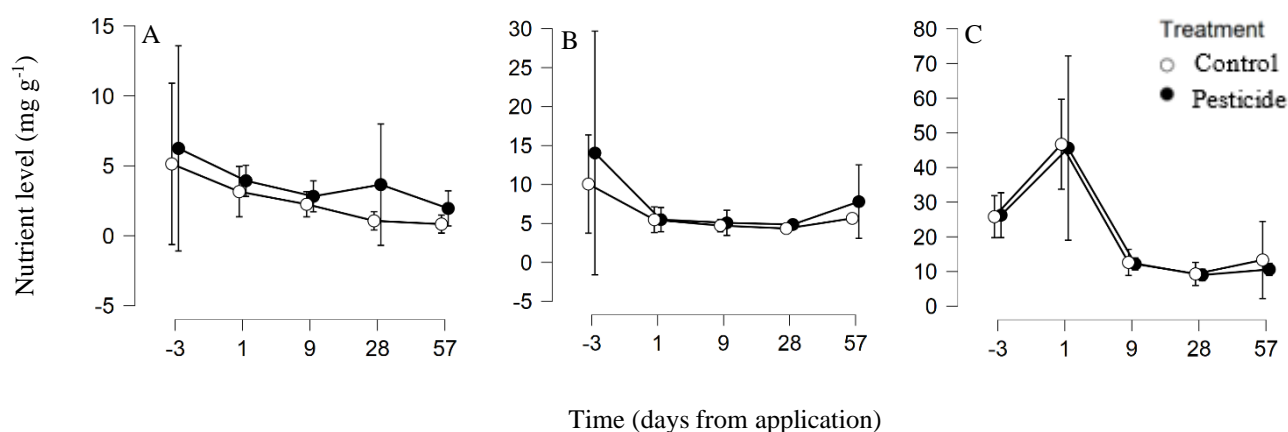 Nutrient level (mg g⁻¹)
A
15
10
5
0
-5
-3 1 9 28 57
B
30
25
20
15
10
5
0
-5
-3 1 9 28 57
C
80
70
60
50
40
30
20
10
0
-3 1 9 28 57
Treatment
Control
Pesticide
Time (days from application)